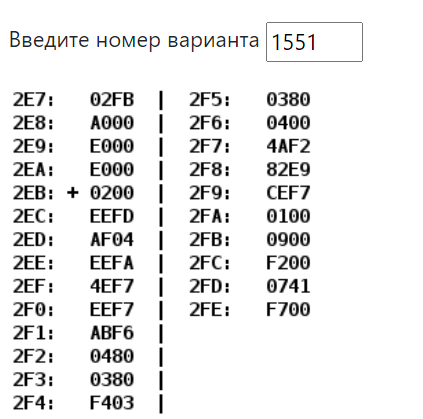 Введите номер варианта 1551
2E7: 02FB | 2F5: 0380
2E8: A000 | 2F6: 0400
2E9: E000 | 2F7: 4AF2
2EA: E000 | 2F8: 82E9
2EB: + 0200 | 2F9: CEF7
2EC: EEFD | 2FA: 0100
2ED: AF04 | 2FB: 0900
2EE: EEFA | 2FC: F200
2EF: 4EF7 | 2FD: 0741
2F0: EEF7 | 2FE: F700
2F1: ABF6 |
2F2: 0480 |
2F3: 0380 |
2F4: F403 |